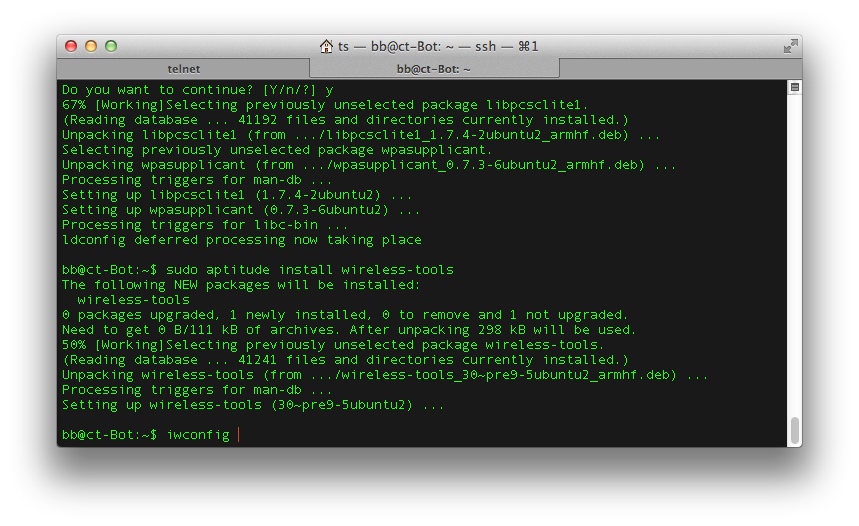 ts — bb@ct-Bot: ~ — ssh — ⌘1
telnet
bb@ct-Bot: ~
Do you want to continue? [Y/n/?] y
67% [Working]Selecting previously unselected package libpcsclite1.
(Reading database ... 41192 files and directories currently installed.)
Unpacking libpcsclite1 (from .../libpcsclite1_1.7.4-2ubuntu2_armhf.deb) ...
Selecting previously unselected package wpasupplicant.
Unpacking wpasupplicant (from .../wpasupplicant_0.7.3-6ubuntu2_armhf.deb) ...
Processing triggers for man-db ...
Setting up libpcsclite1 (1.7.4-2ubuntu2) ...
Setting up wpasupplicant (0.7.3-6ubuntu2) ...
Processing triggers for libc-bin ...
ldconfig deferred processing now taking place
bb@ct-Bot:~$ sudo aptitude install wireless-tools
The following NEW packages will be installed:
  wireless-tools
0 packages upgraded, 1 newly installed, 0 to remove and 1 not upgraded.
Need to get 0 B/111 kB of archives. After unpacking 298 kB will be used.
50% [Working]Selecting previously unselected package wireless-tools.
(Reading database ... 41241 files and directories currently installed.)
Unpacking wireless-tools (from .../wireless-tools_30~pre9-5ubuntu2_armhf.deb) ...
Processing triggers for man-db ...
Setting up wireless-tools (30~pre9-5ubuntu2) ...
bb@ct-Bot:~$ iwconfig